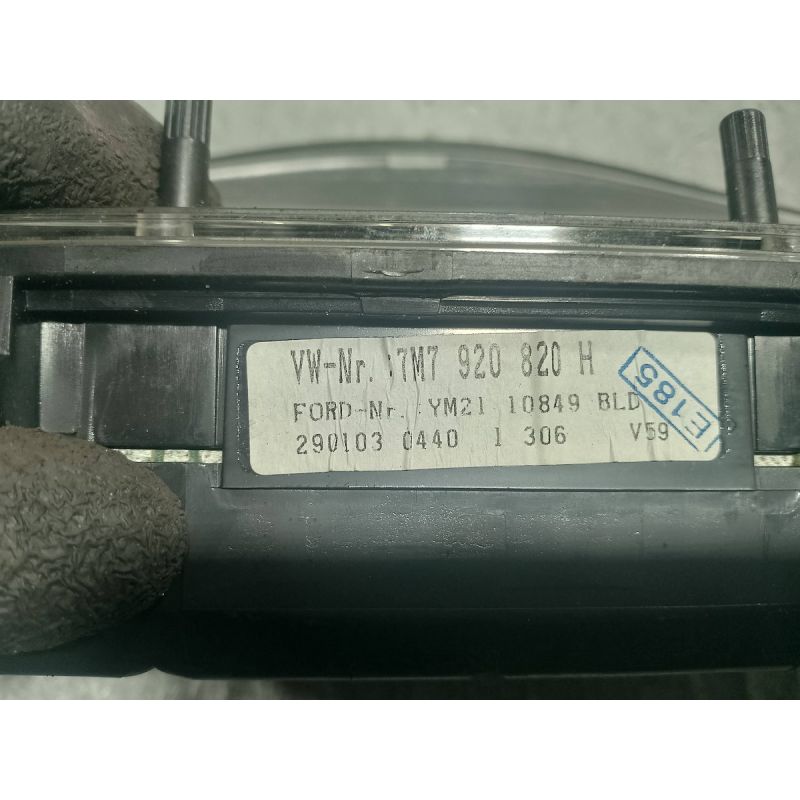 VW-Nr. :7M7 920 820 H
FORD-Nr. :YM21 10849 BLD
290103 0440 1 306 V59
E185